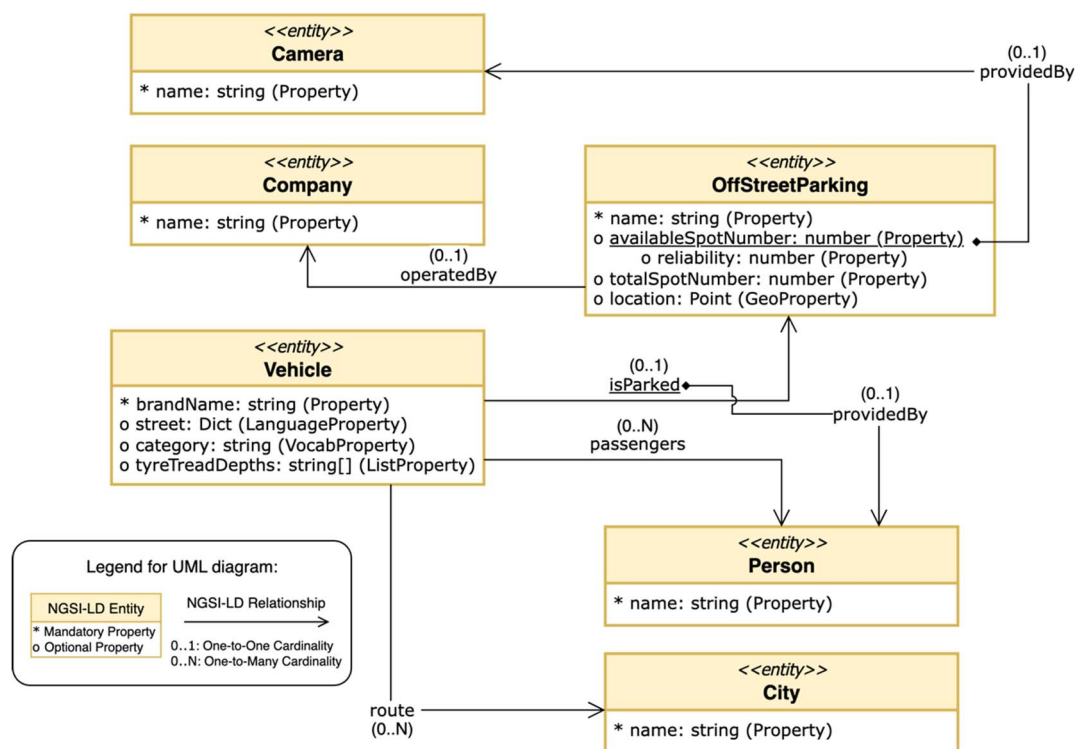 <<entity>>
Camera
* name: string (Property)
(0..1)
providedBy
<<entity>>
Company
* name: string (Property)
<<entity>>
OffStreetParking
* name: string (Property)
o availableSpotNumber: number (Property)
o reliability: number (Property)
o totalSpotNumber: number (Property)
o location: Point (GeoProperty)
(0..1)
operatedBy
<<entity>>
Vehicle
* brandName: string (Property)
o street: Dict (LanguageProperty)
o category: string (VocabProperty)
o tyreTreadDepths: string[] (ListProperty)
(0..1)
isParked
(0..1)
providedBy
(0..N)
passengers
<<entity>>
Person
* name: string (Property)
Legend for UML diagram:
NGSI-LD Entity
* Mandatory Property
o Optional Property
NGSI-LD Relationship
0..1: One-to-One Cardinality
0..N: One-to-Many Cardinality
route
(0..N)
<<entity>>
City
* name: string (Property)